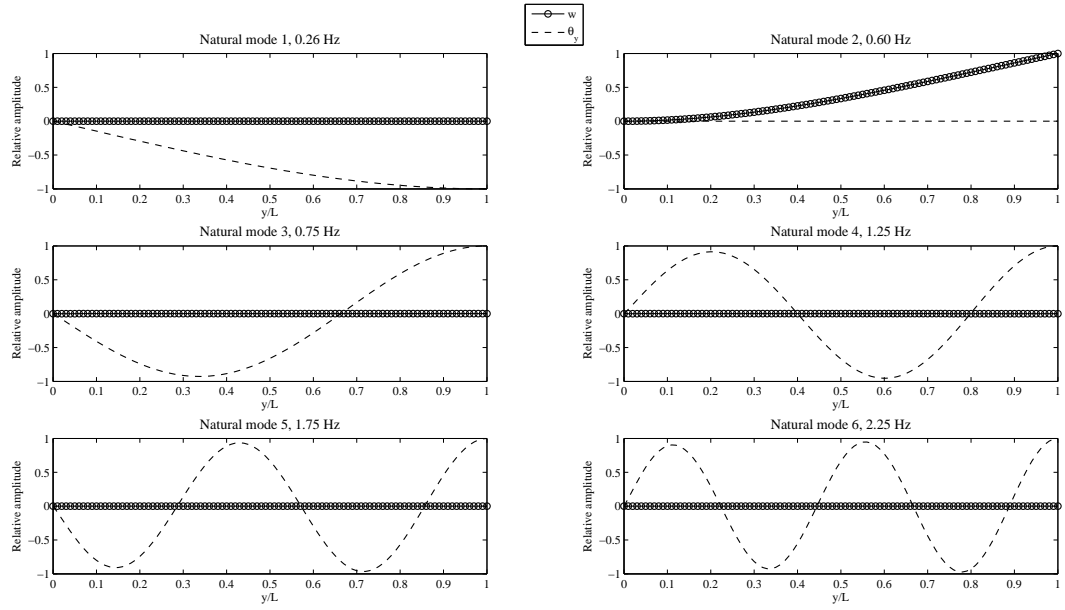 w
θy
Natural mode 1, 0.26 Hz
Relative amplitude
1
0.5
0
−0.5
−1
0 0.1 0.2 0.3 0.4 0.5 0.6 0.7 0.8 0.9 1
y/L
Natural mode 2, 0.60 Hz
Relative amplitude
1
0.5
0
−0.5
−1
0 0.1 0.2 0.3 0.4 0.5 0.6 0.7 0.8 0.9 1
y/L
Natural mode 3, 0.75 Hz
Relative amplitude
1
0.5
0
−0.5
−1
0 0.1 0.2 0.3 0.4 0.5 0.6 0.7 0.8 0.9 1
y/L
Natural mode 4, 1.25 Hz
Relative amplitude
1
0.5
0
−0.5
−1
0 0.1 0.2 0.3 0.4 0.5 0.6 0.7 0.8 0.9 1
y/L
Natural mode 5, 1.75 Hz
Relative amplitude
1
0.5
0
−0.5
−1
0 0.1 0.2 0.3 0.4 0.5 0.6 0.7 0.8 0.9 1
y/L
Natural mode 6, 2.25 Hz
Relative amplitude
1
0.5
0
−0.5
−1
0 0.1 0.2 0.3 0.4 0.5 0.6 0.7 0.8 0.9 1
y/L